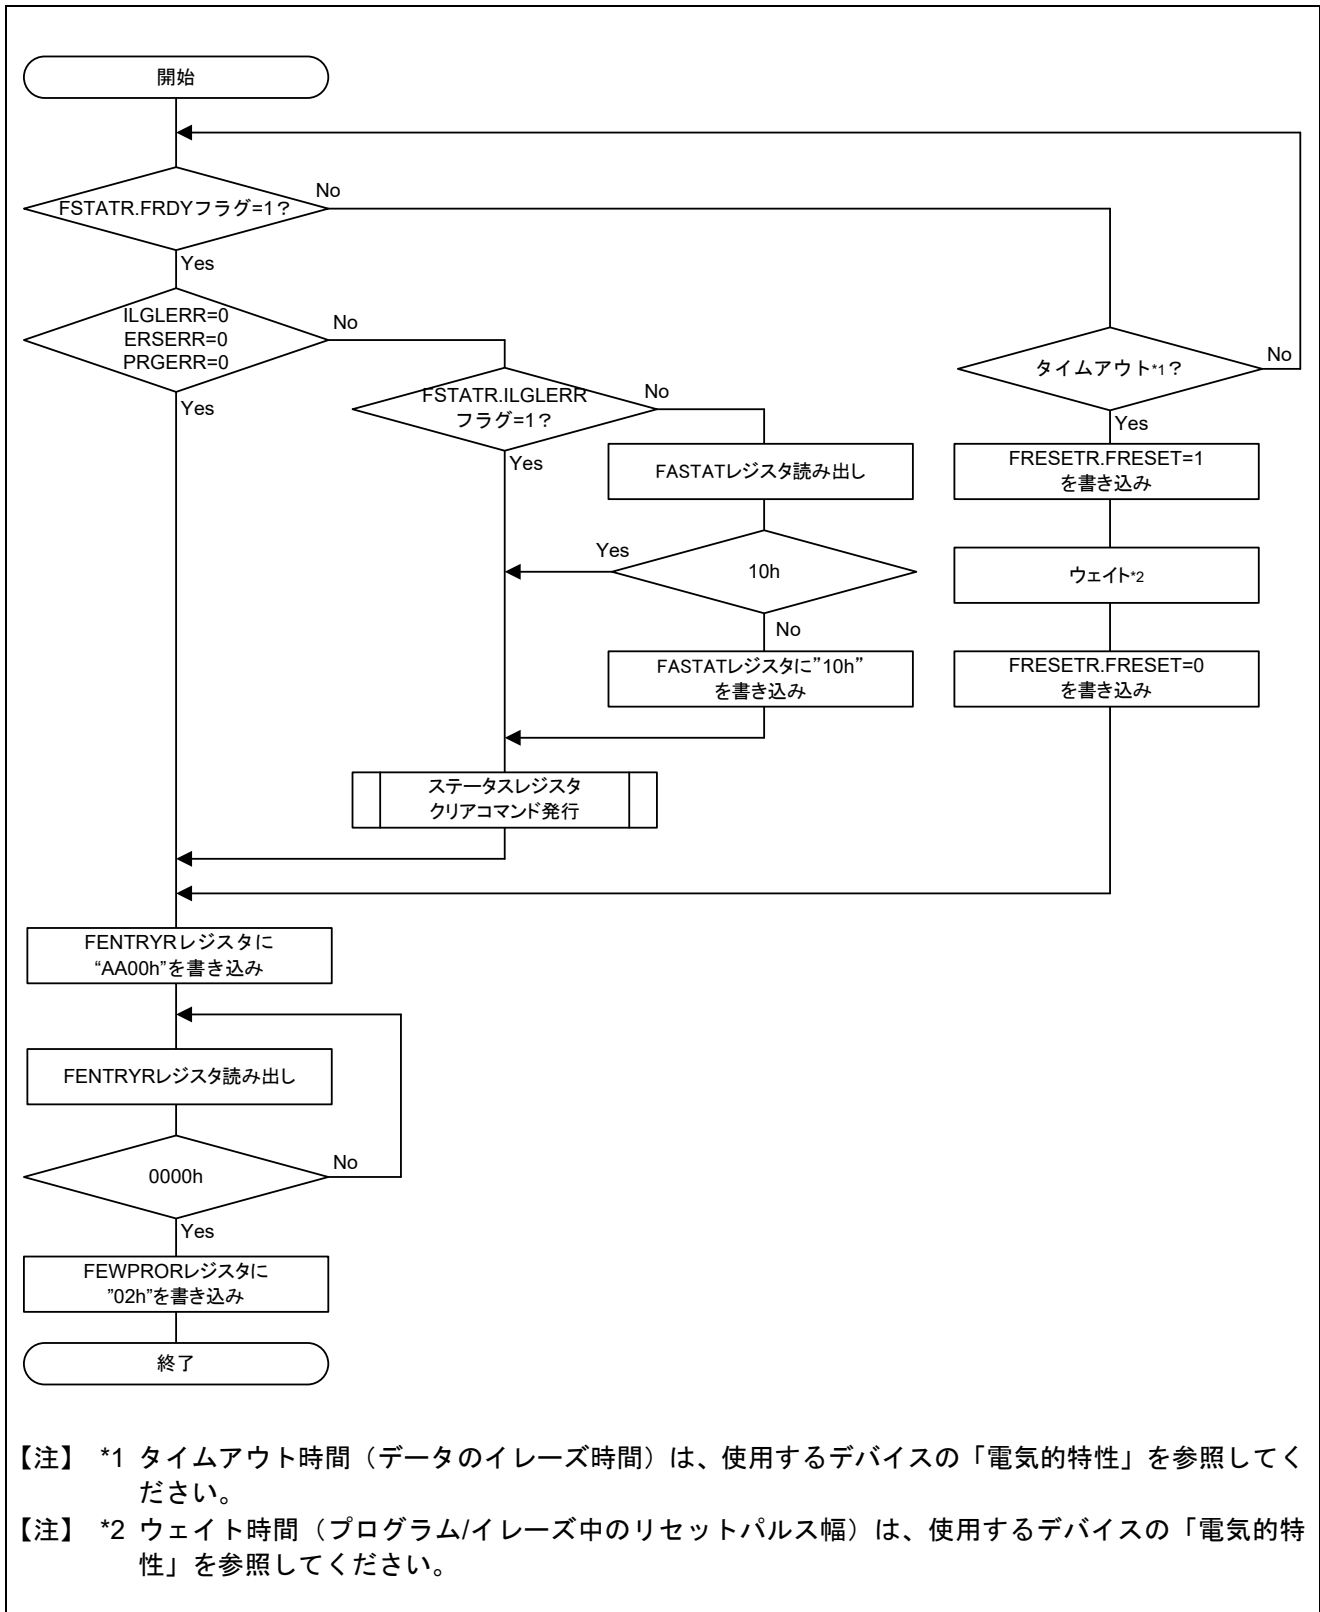 開始
FSTATR.FRDYフラグ=1?
No
Yes
ILGLERR=0
ERSERR=0
PRGERR=0
No
Yes
FSTATR.ILGLERR
フラグ=1?
No
Yes
FASTATレジスタ読み出し
10h
Yes
No
FASTATレジスタに”10h”
を書き込み
ステータスレジスタ
クリアコマンド発行
タイムアウト*1?
No
Yes
FRESETR.FRESET=1
を書き込み
ウェイト*2
FRESETR.FRESET=0
を書き込み
FENTRYRレジスタに
“AA00h”を書き込み
FENTRYRレジスタ読み出し
0000h
No
Yes
FEWPRORレジスタに
”02h”を書き込み
終了
【注】 *1 タイムアウト時間(データのイレーズ時間)は、使用するデバイスの「電気的特性」を参照してく
ださい。
【注】 *2 ウェイト時間(プログラム/イレーズ中のリセットパルス幅)は、使用するデバイスの「電気的特
性」を参照してください。